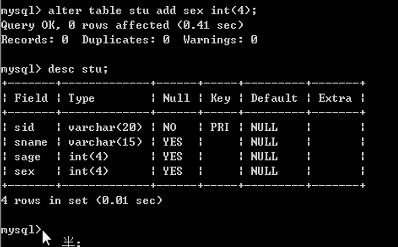 mysql> alter table stu add sex int(4);
Query OK, 0 rows affected (0.41 sec)
Records: 0  Duplicates: 0  Warnings: 0
mysql> desc stu;
+-------+-------------+------+-----+---------+-------+
| Field | Type        | Null | Key | Default | Extra |
+-------+-------------+------+-----+---------+-------+
| sid   | varchar(20) | NO   | PRI | NULL    |       |
| sname | varchar(15) | YES  |     | NULL    |       |
| sage  | int(4)      | YES  |     | NULL    |       |
| sex   | int(4)      | YES  |     | NULL    |       |
+-------+-------------+------+-----+---------+-------+
4 rows in set (0.01 sec)
mysql>
半: